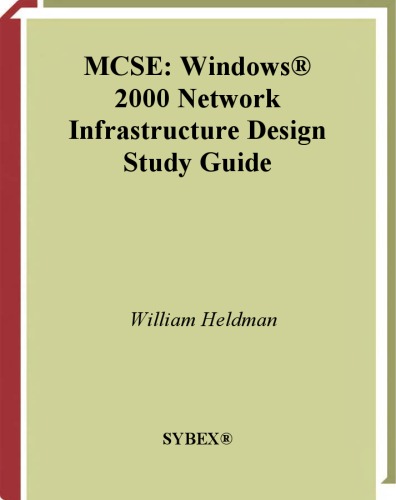 MCSE: Windows®
2000 Network
Infrastructure Design
Study Guide
William Heldman
SYBEX®